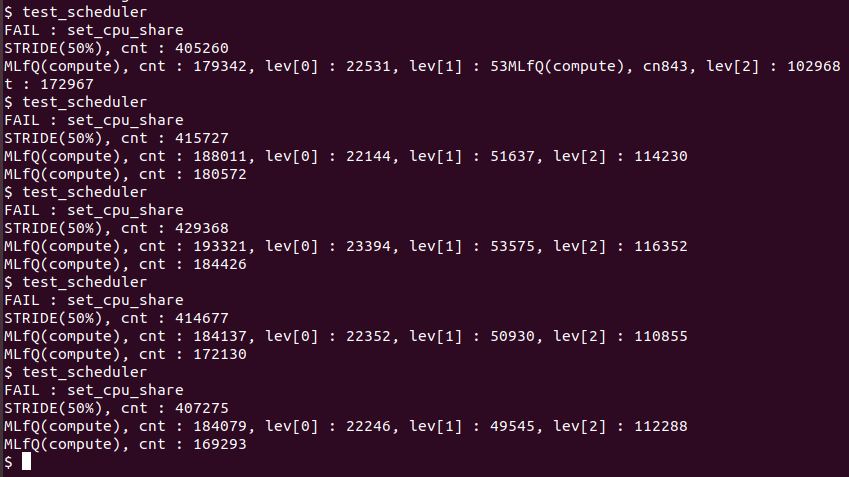 $ test_scheduler
FAIL : set_cpu_share
STRIDE(50%), cnt : 405260
MLfQ(compute), cnt : 179342, lev[0] : 22531, lev[1] : 53MLfQ(compute), cn843, lev[2] : 102968
t : 172967
$ test_scheduler
FAIL : set_cpu_share
STRIDE(50%), cnt : 415727
MLfQ(compute), cnt : 188011, lev[0] : 22144, lev[1] : 51637, lev[2] : 114230
MLfQ(compute), cnt : 180572
$ test_scheduler
FAIL : set_cpu_share
STRIDE(50%), cnt : 429368
MLfQ(compute), cnt : 193321, lev[0] : 23394, lev[1] : 53575, lev[2] : 116352
MLfQ(compute), cnt : 184426
$ test_scheduler
FAIL : set_cpu_share
STRIDE(50%), cnt : 414677
MLfQ(compute), cnt : 184137, lev[0] : 22352, lev[1] : 50930, lev[2] : 110855
MLfQ(compute), cnt : 172130
$ test_scheduler
FAIL : set_cpu_share
STRIDE(50%), cnt : 407275
MLfQ(compute), cnt : 184079, lev[0] : 22246, lev[1] : 49545, lev[2] : 112288
MLfQ(compute), cnt : 169293
$